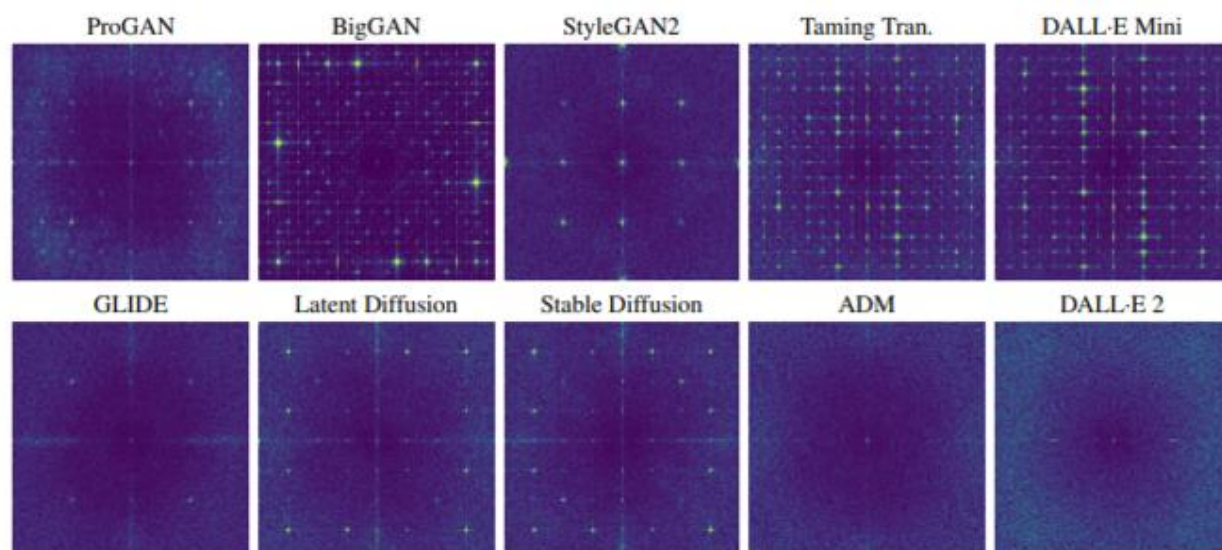 ProGAN BigGAN StyleGAN2 Taming Tran. DALL·E Mini
GLIDE Latent Diffusion Stable Diffusion ADM DALL·E 2